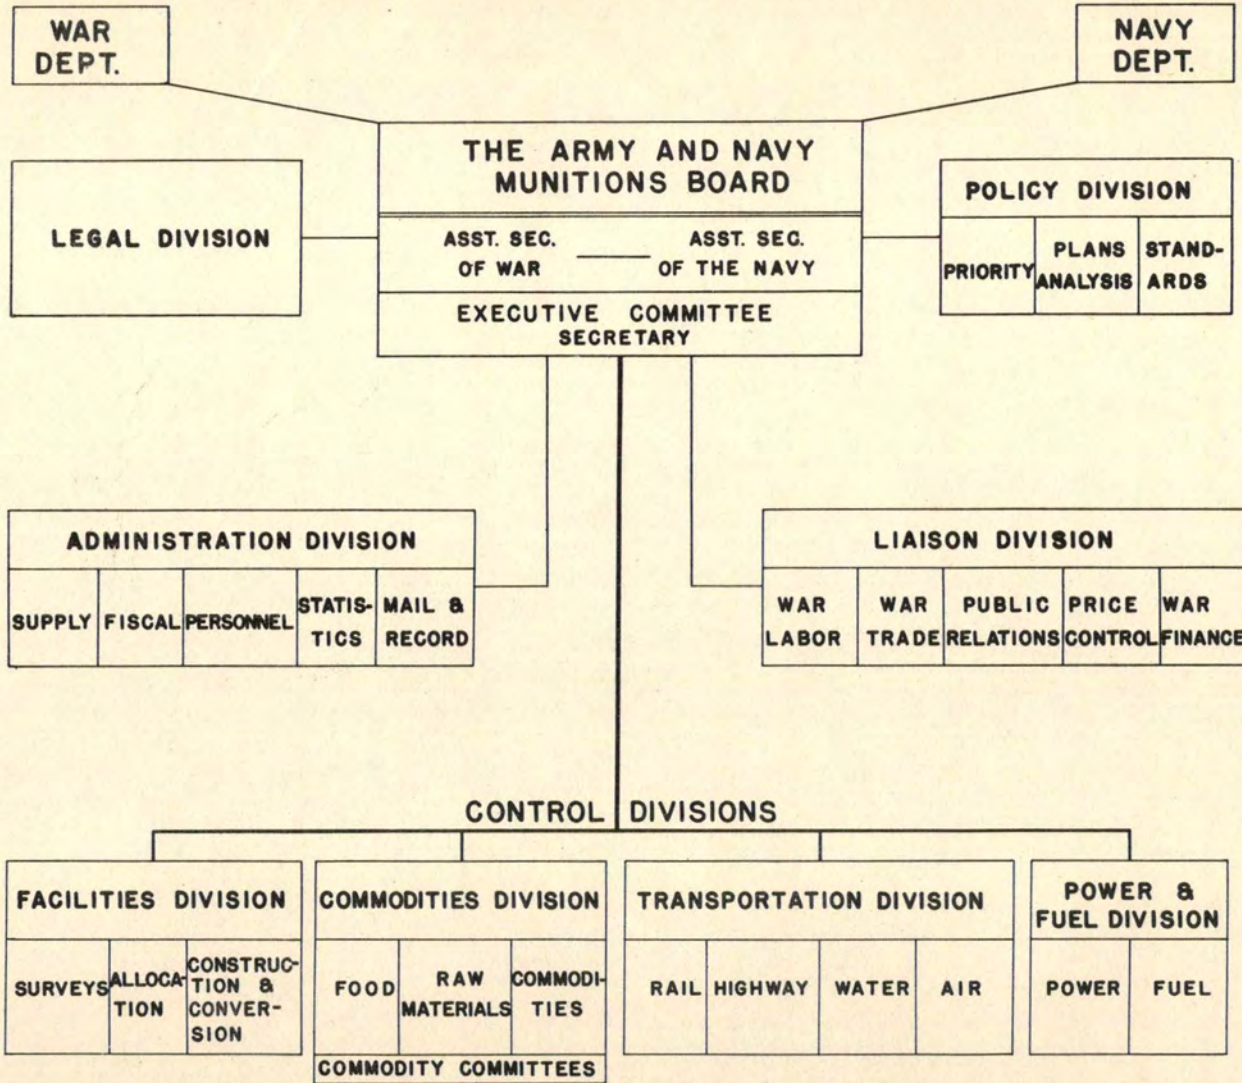 WAR
DEPT.
NAVY
DEPT.
THE ARMY AND NAVY
MUNITIONS BOARD
ASST. SEC.
OF WAR
ASST. SEC.
OF THE NAVY
EXECUTIVE COMMITTEE
SECRETARY
LEGAL DIVISION
POLICY DIVISION
PRIORITY
PLANS
ANALYSIS
STAND-
ARDS
ADMINISTRATION DIVISION
SUPPLY
FISCAL
PERSONNEL
STATIS-
TICS
MAIL &
RECORD
LIAISON DIVISION
WAR
LABOR
WAR
TRADE
PUBLIC
RELATIONS
PRICE
CONTROL
WAR
FINANCE
CONTROL DIVISIONS
FACILITIES DIVISION
SURVEYS
ALLOCA-
TION
CONSTRUC-
TION &
CONVER-
SION
COMMODITIES DIVISION
FOOD
RAW
MATERIALS
COMMODI-
TIES
COMMODITY COMMITTEES
TRANSPORTATION DIVISION
RAIL
HIGHWAY
WATER
AIR
POWER &
FUEL DIVISION
POWER
FUEL